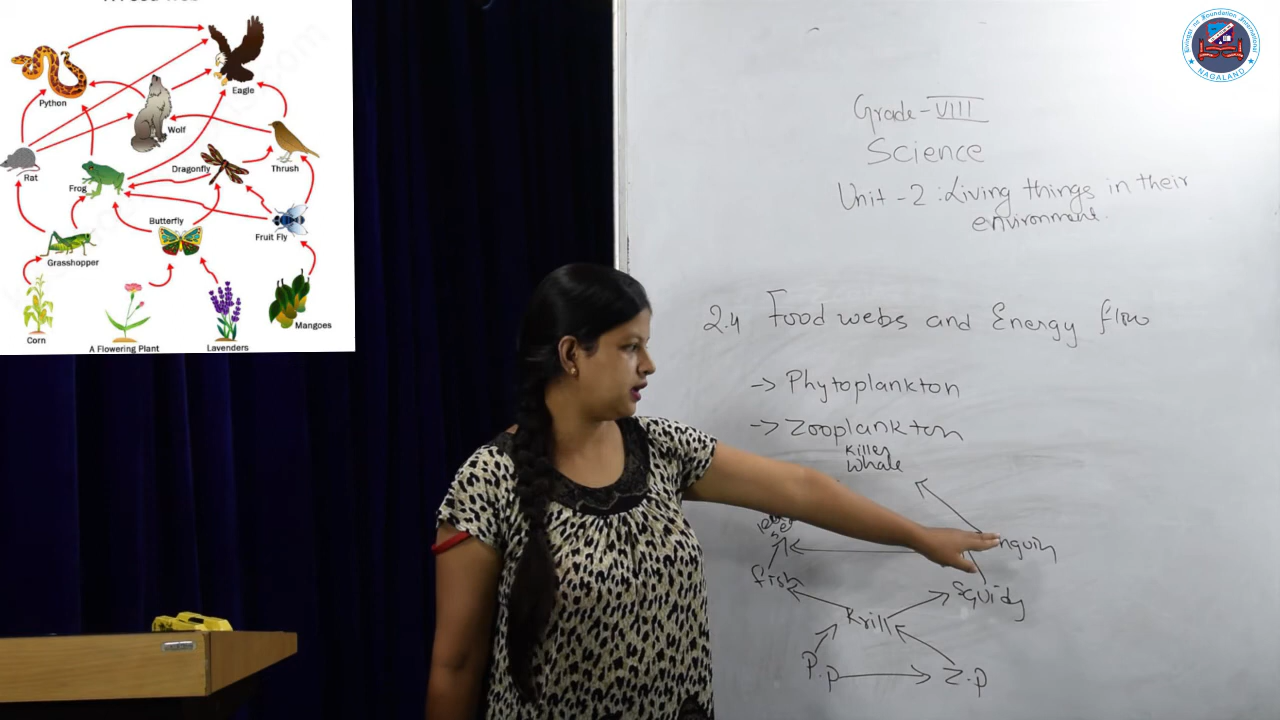 Python
Eagle
Wolf
Rat
Frog
Dragonfly
Thrush
Butterfly
Fruit Fly
Grasshopper
Corn
A Flowering Plant
Lavenders
Mangoes
NAGALAND
Grade - VIII
Science
Unit - 2 : Living things in their
environment.
2.4 Food webs and Energy flow
-> Phytoplankton
-> Zooplankton
Killer
whale
fish
Squids
Krill
P.P
Z.P